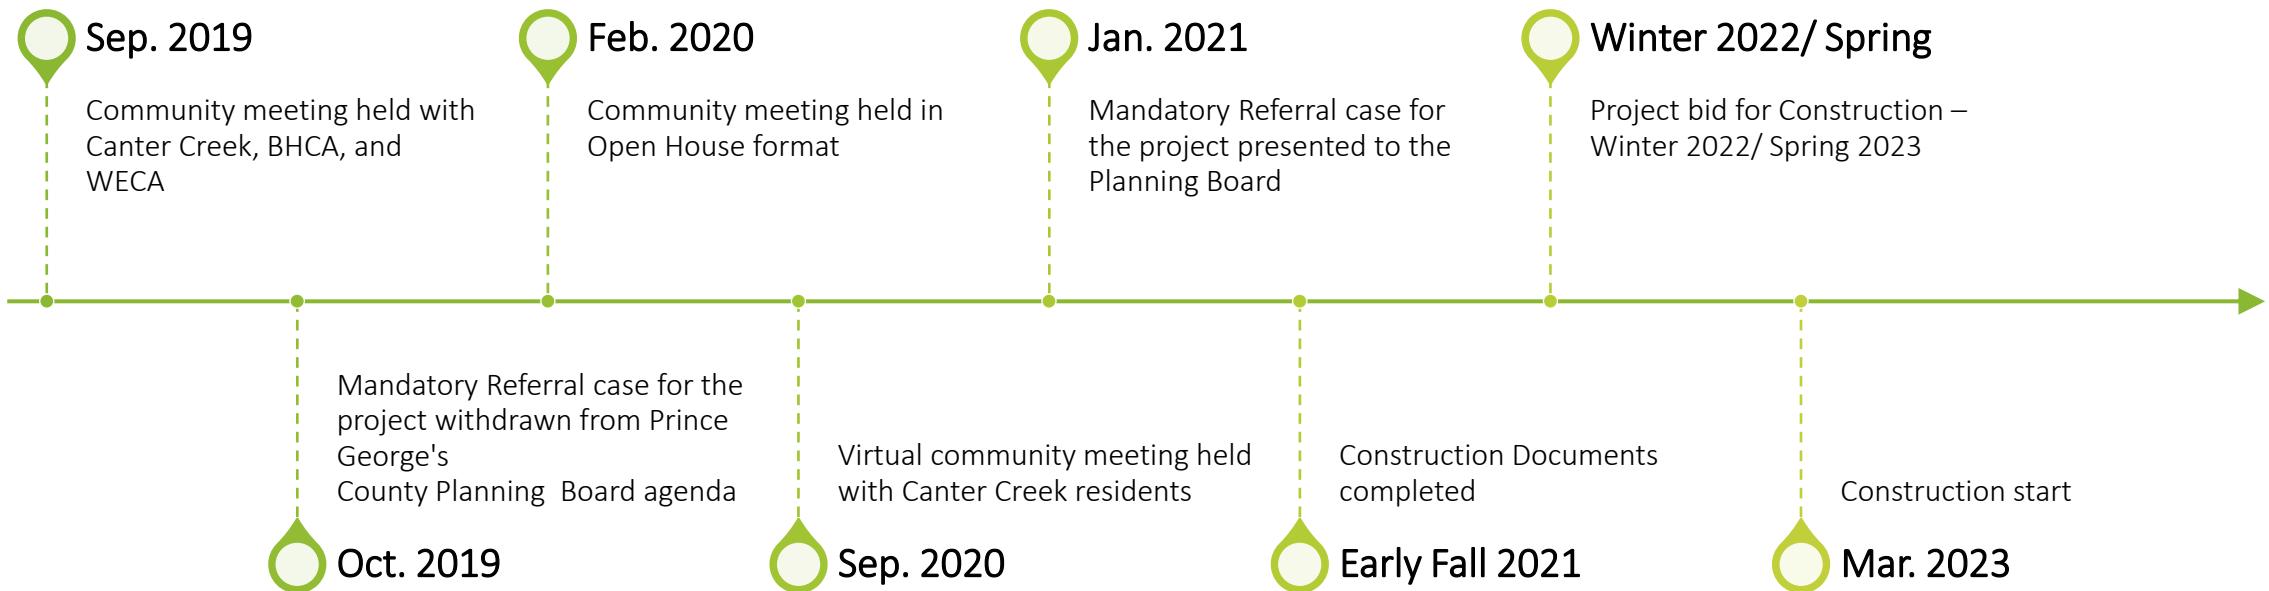 Sep. 2019
Community meeting held with
Canter Creek, BHCA, and
WECA
Feb. 2020
Community meeting held in
Open House format
Jan. 2021
Mandatory Referral case for
the project presented to the
Planning Board
Winter 2022/ Spring
Project bid for Construction –
Winter 2022/ Spring 2023
Mandatory Referral case for the
project withdrawn from Prince
George's
County Planning  Board agenda
Oct. 2019
Virtual community meeting held
with Canter Creek residents
Sep. 2020
Construction Documents
completed
Early Fall 2021
Construction start
Mar. 2023